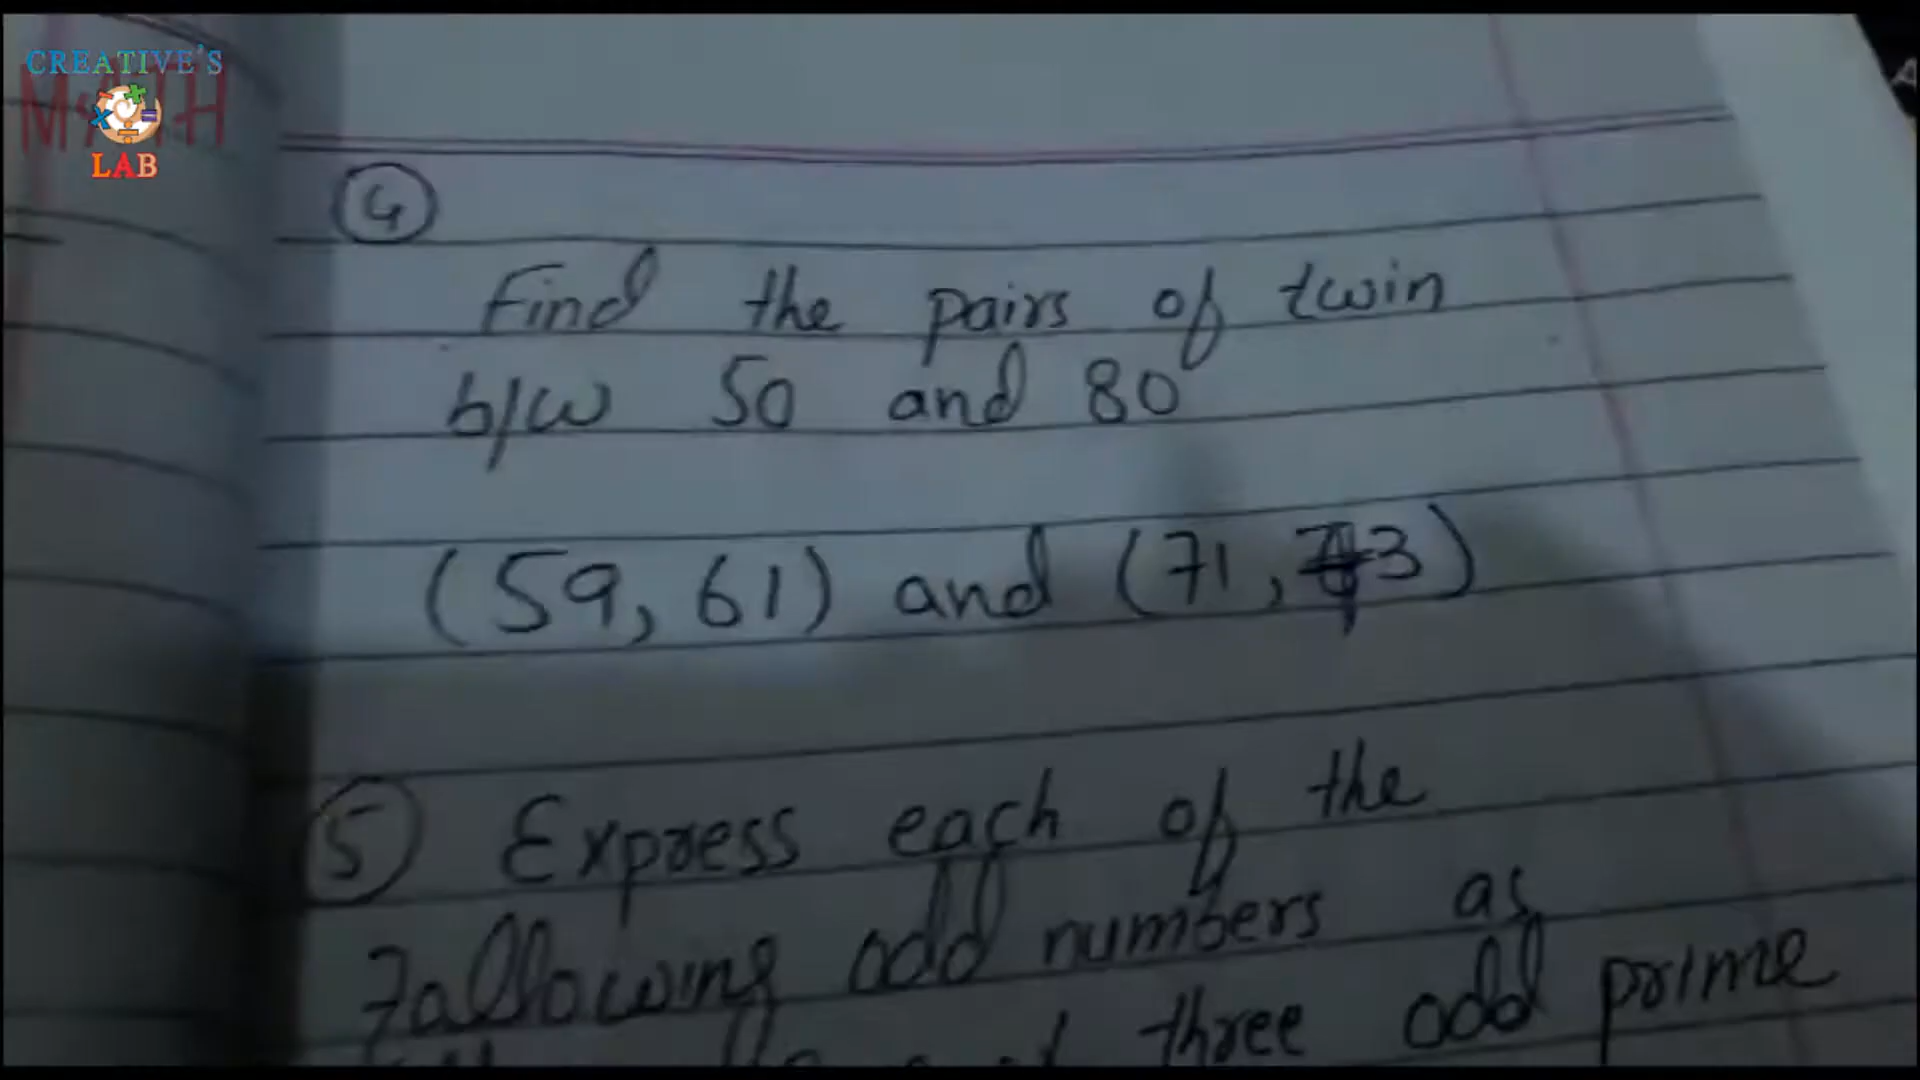 CREATIVE'S
MATH
LAB
4
Find the pairs of twin
b/w 50 and 80
(59, 61) and (71, 73)
5 Express each of the
following odd numbers as
three odd prime